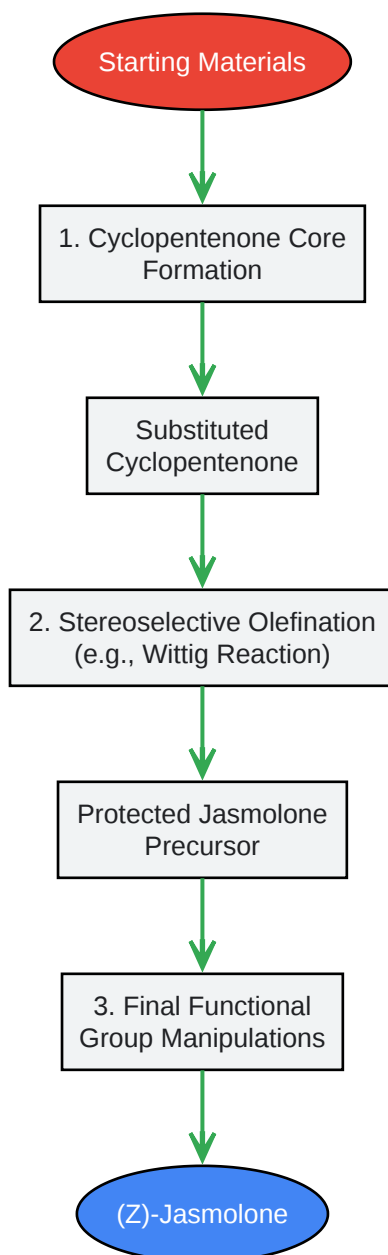 Starting Materials
1. Cyclopentenone Core
Formation
Substituted
Cyclopentenone
2. Stereoselective Olefination
(e.g., Wittig Reaction)
Protected Jasmolone
Precursor
3. Final Functional
Group Manipulations
(Z)-Jasmolone